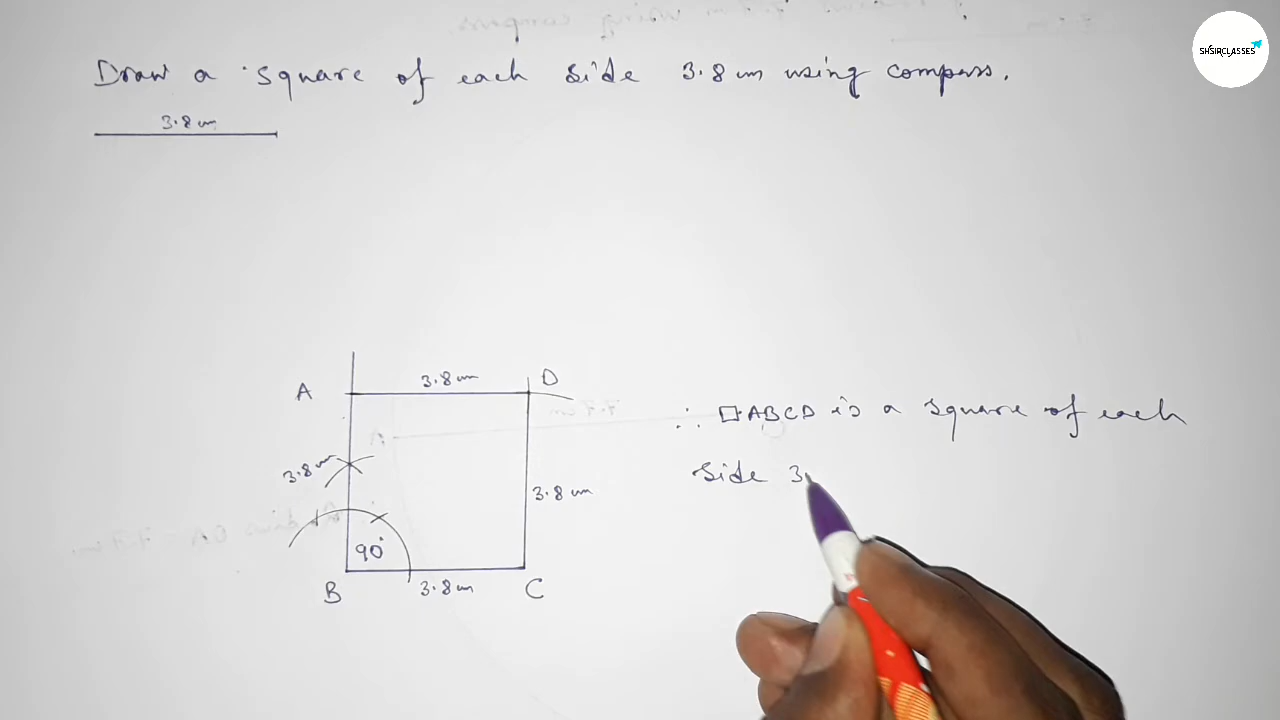 Draw a square of each side 3.8 cm using compass.
SHSIRCLASSES
3.8 cm
A
3.8 cm
D
3.8 cm
3.8 cm
90°
B
3.8 cm
C
∴ □ABCD is a square of each
side 3.